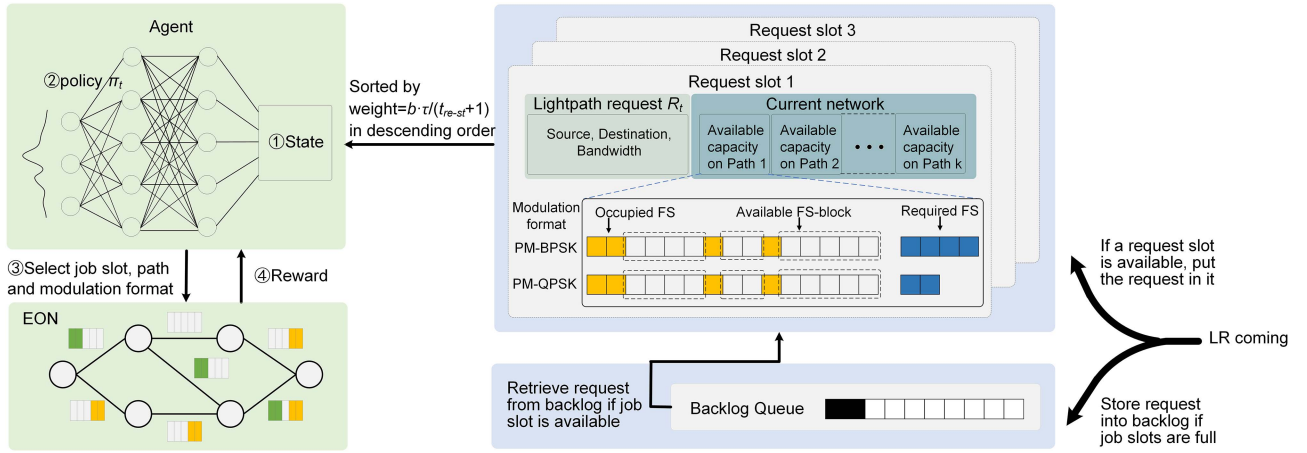 Agent
②policy πt
①State
③Select job slot, path
and modulation format
④Reward
EON
Sorted by
weight=b·τ/(tre-st+1)
in descending order
Request slot 3
Request slot 2
Request slot 1
Lightpath request Rt
Source, Destination,
Bandwidth
Current network
Available
capacity
on Path 1
Available
capacity
on Path 2
• • •
Available
capacity
on Path k
Modulation
format
Occupied FS
Available FS-block
Required FS
PM-BPSK
PM-QPSK
Retrieve request
from backlog if job
slot is available
Backlog Queue
If a request slot
is available, put
the request in it
LR coming
Store request
into backlog if
job slots are full